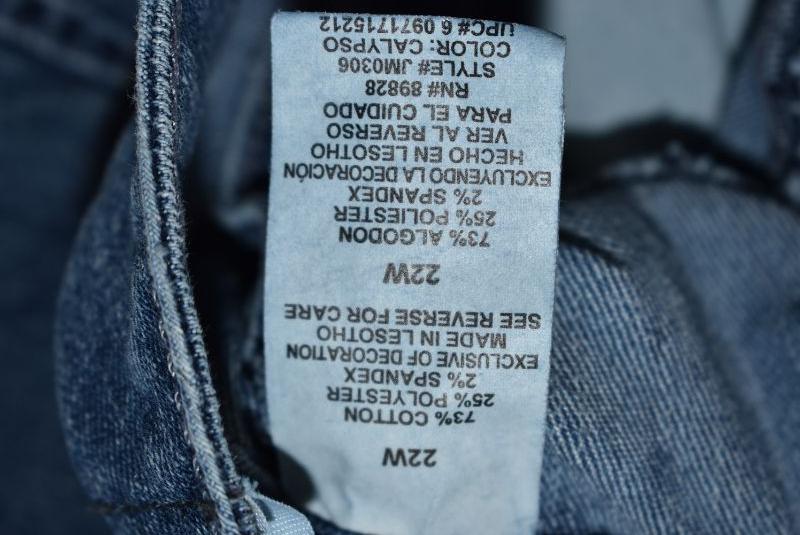 22W
73% COTTON
25% POLYESTER
2% SPANDEX
EXCLUSIVE OF DECORATION
MADE IN LESOTHO
SEE REVERSE FOR CARE
22W
73% ALGODON
25% POLIESTER
2% SPANDEX
EXCLUYENDO LA DECORACIÓN
HECHO EN LESOTHO
VER AL REVERSO
PARA EL CUIDADO
RN# 89828
STYLE# JM0306
COLOR: CALYPSO
UPC# 6 0971715212